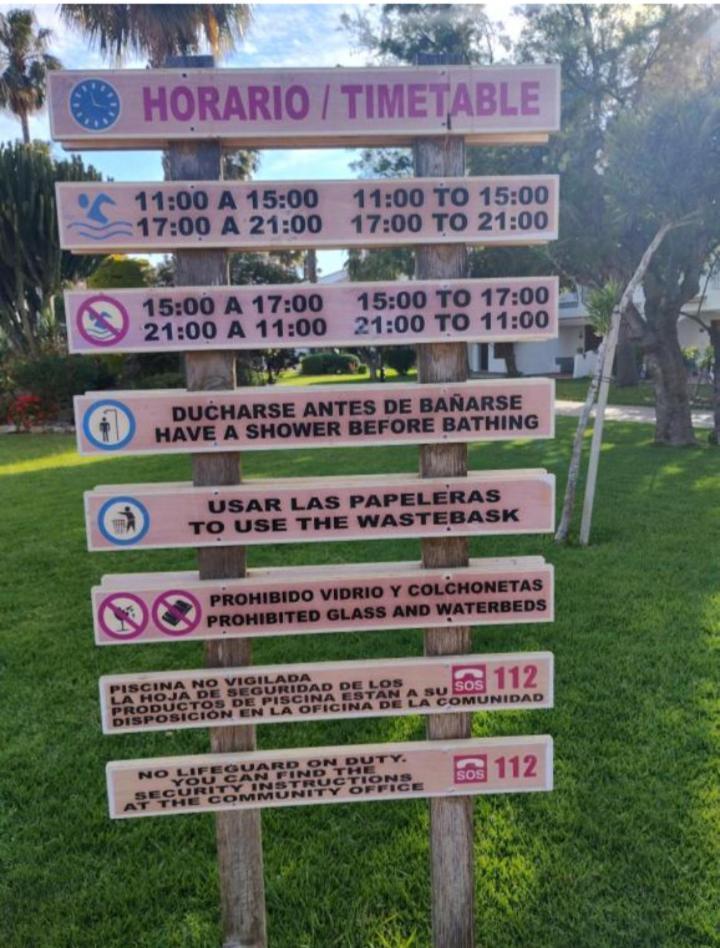 HORARIO / TIMETABLE
11:00 A 15:00 11:00 TO 15:00
17:00 A 21:00 17:00 TO 21:00
15:00 A 17:00 15:00 TO 17:00
21:00 A 11:00 21:00 TO 11:00
DUCHARSE ANTES DE BAÑARSE
HAVE A SHOWER BEFORE BATHING
USAR LAS PAPELERAS
TO USE THE WASTEBASK
PROHIBIDO VIDRIO Y COLCHONETAS
PROHIBITED GLASS AND WATERBEDS
PISCINA NO VIGILADA
LA HOJA DE SEGURIDAD DE LOS
PRODUCTOS DE PISCINA ESTAN A SU
DISPOSICIÓN EN LA OFICINA DE LA COMUNIDAD
SOS 112
NO LIFEGUARD ON DUTY.
YOU CAN FIND THE
SECURITY INSTRUCTIONS
AT THE COMMUNITY OFFICE
SOS 112